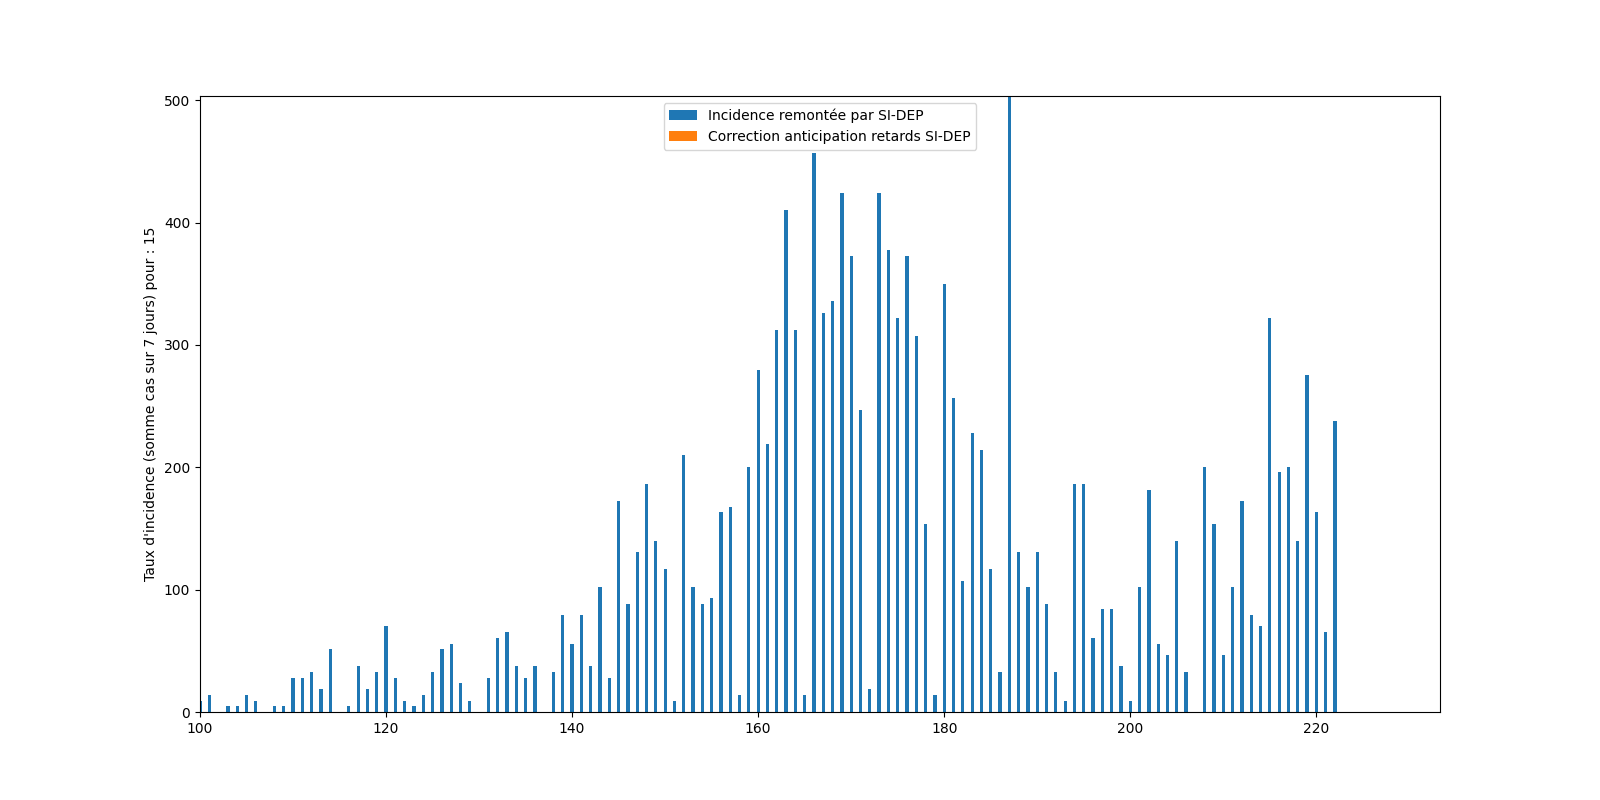 Incidence remontée par SI-DEP
Correction anticipation retards SI-DEP
Taux d'incidence (somme cas sur 7 jours) pour : 15
500
400
300
200
100
0
100 120 140 160 180 200 220